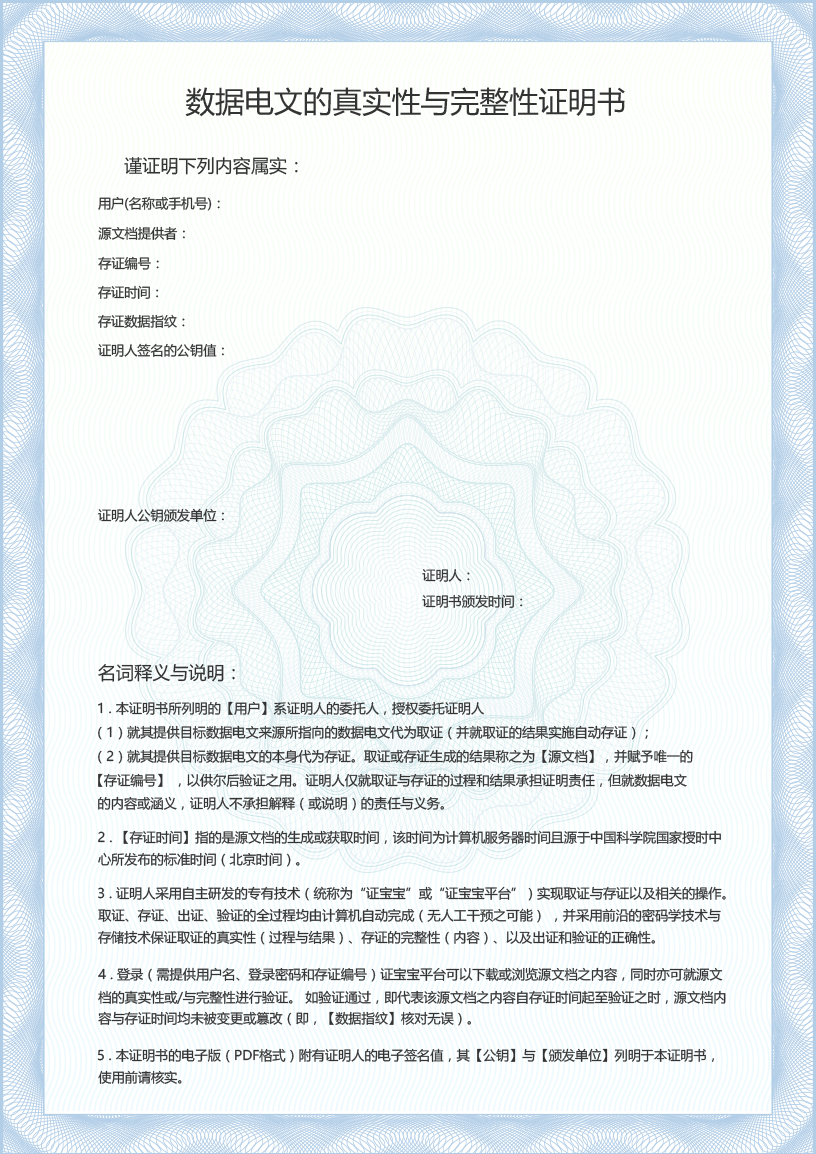 数据电文的真实性与完整性证明书
谨证明下列内容属实：
用户(名称或手机号)：
源文档提供者：
存证编号：
存证时间：
存证数据指纹：
证明人签名的公钥值：
证明人公钥颁发单位：
证明人：
证明书颁发时间：
名词释义与说明：
1 . 本证明书所列明的【用户】系证明人的委托人，授权委托证明人
（1）就其提供目标数据电文来源所指向的数据电文代为取证（并就取证的结果实施自动存证）；
（2）就其提供目标数据电文的本身代为存证。取证或存证生成的结果称之为【源文档】，并赋予唯一的
【存证编号】 ，以供尔后验证之用。证明人仅就取证与存证的过程和结果承担证明责任，但就数据电文
的内容或涵义，证明人不承担解释（或说明）的责任与义务。
2 . 【存证时间】指的是源文档的生成或获取时间，该时间为计算机服务器时间且源于中国科学院国家授时中
心所发布的标准时间（北京时间）。
3 . 证明人采用自主研发的专有技术（统称为“证宝宝”或“证宝宝平台”）实现取证与存证以及相关的操作。
取证、存证、出证、验证的全过程均由计算机自动完成（无人工干预之可能），并采用前沿的密码学技术与
存储技术保证取证的真实性（过程与结果）、存证的完整性（内容）、以及出证和验证的正确性。
4 . 登录（需提供用户名、登录密码和存证编号）证宝宝平台可以下载或浏览源文档之内容，同时亦可就源文
档的真实性或/与完整性进行验证。 如验证通过，即代表该源文档之内容自存证时间起至验证之时，源文档内
容与存证时间均未被变更或篡改（即，【数据指纹】核对无误）。
5 . 本证明书的电子版（PDF格式）附有证明人的电子签名值，其【公钥】与【颁发单位】列明于本证明书，
使用前请核实。